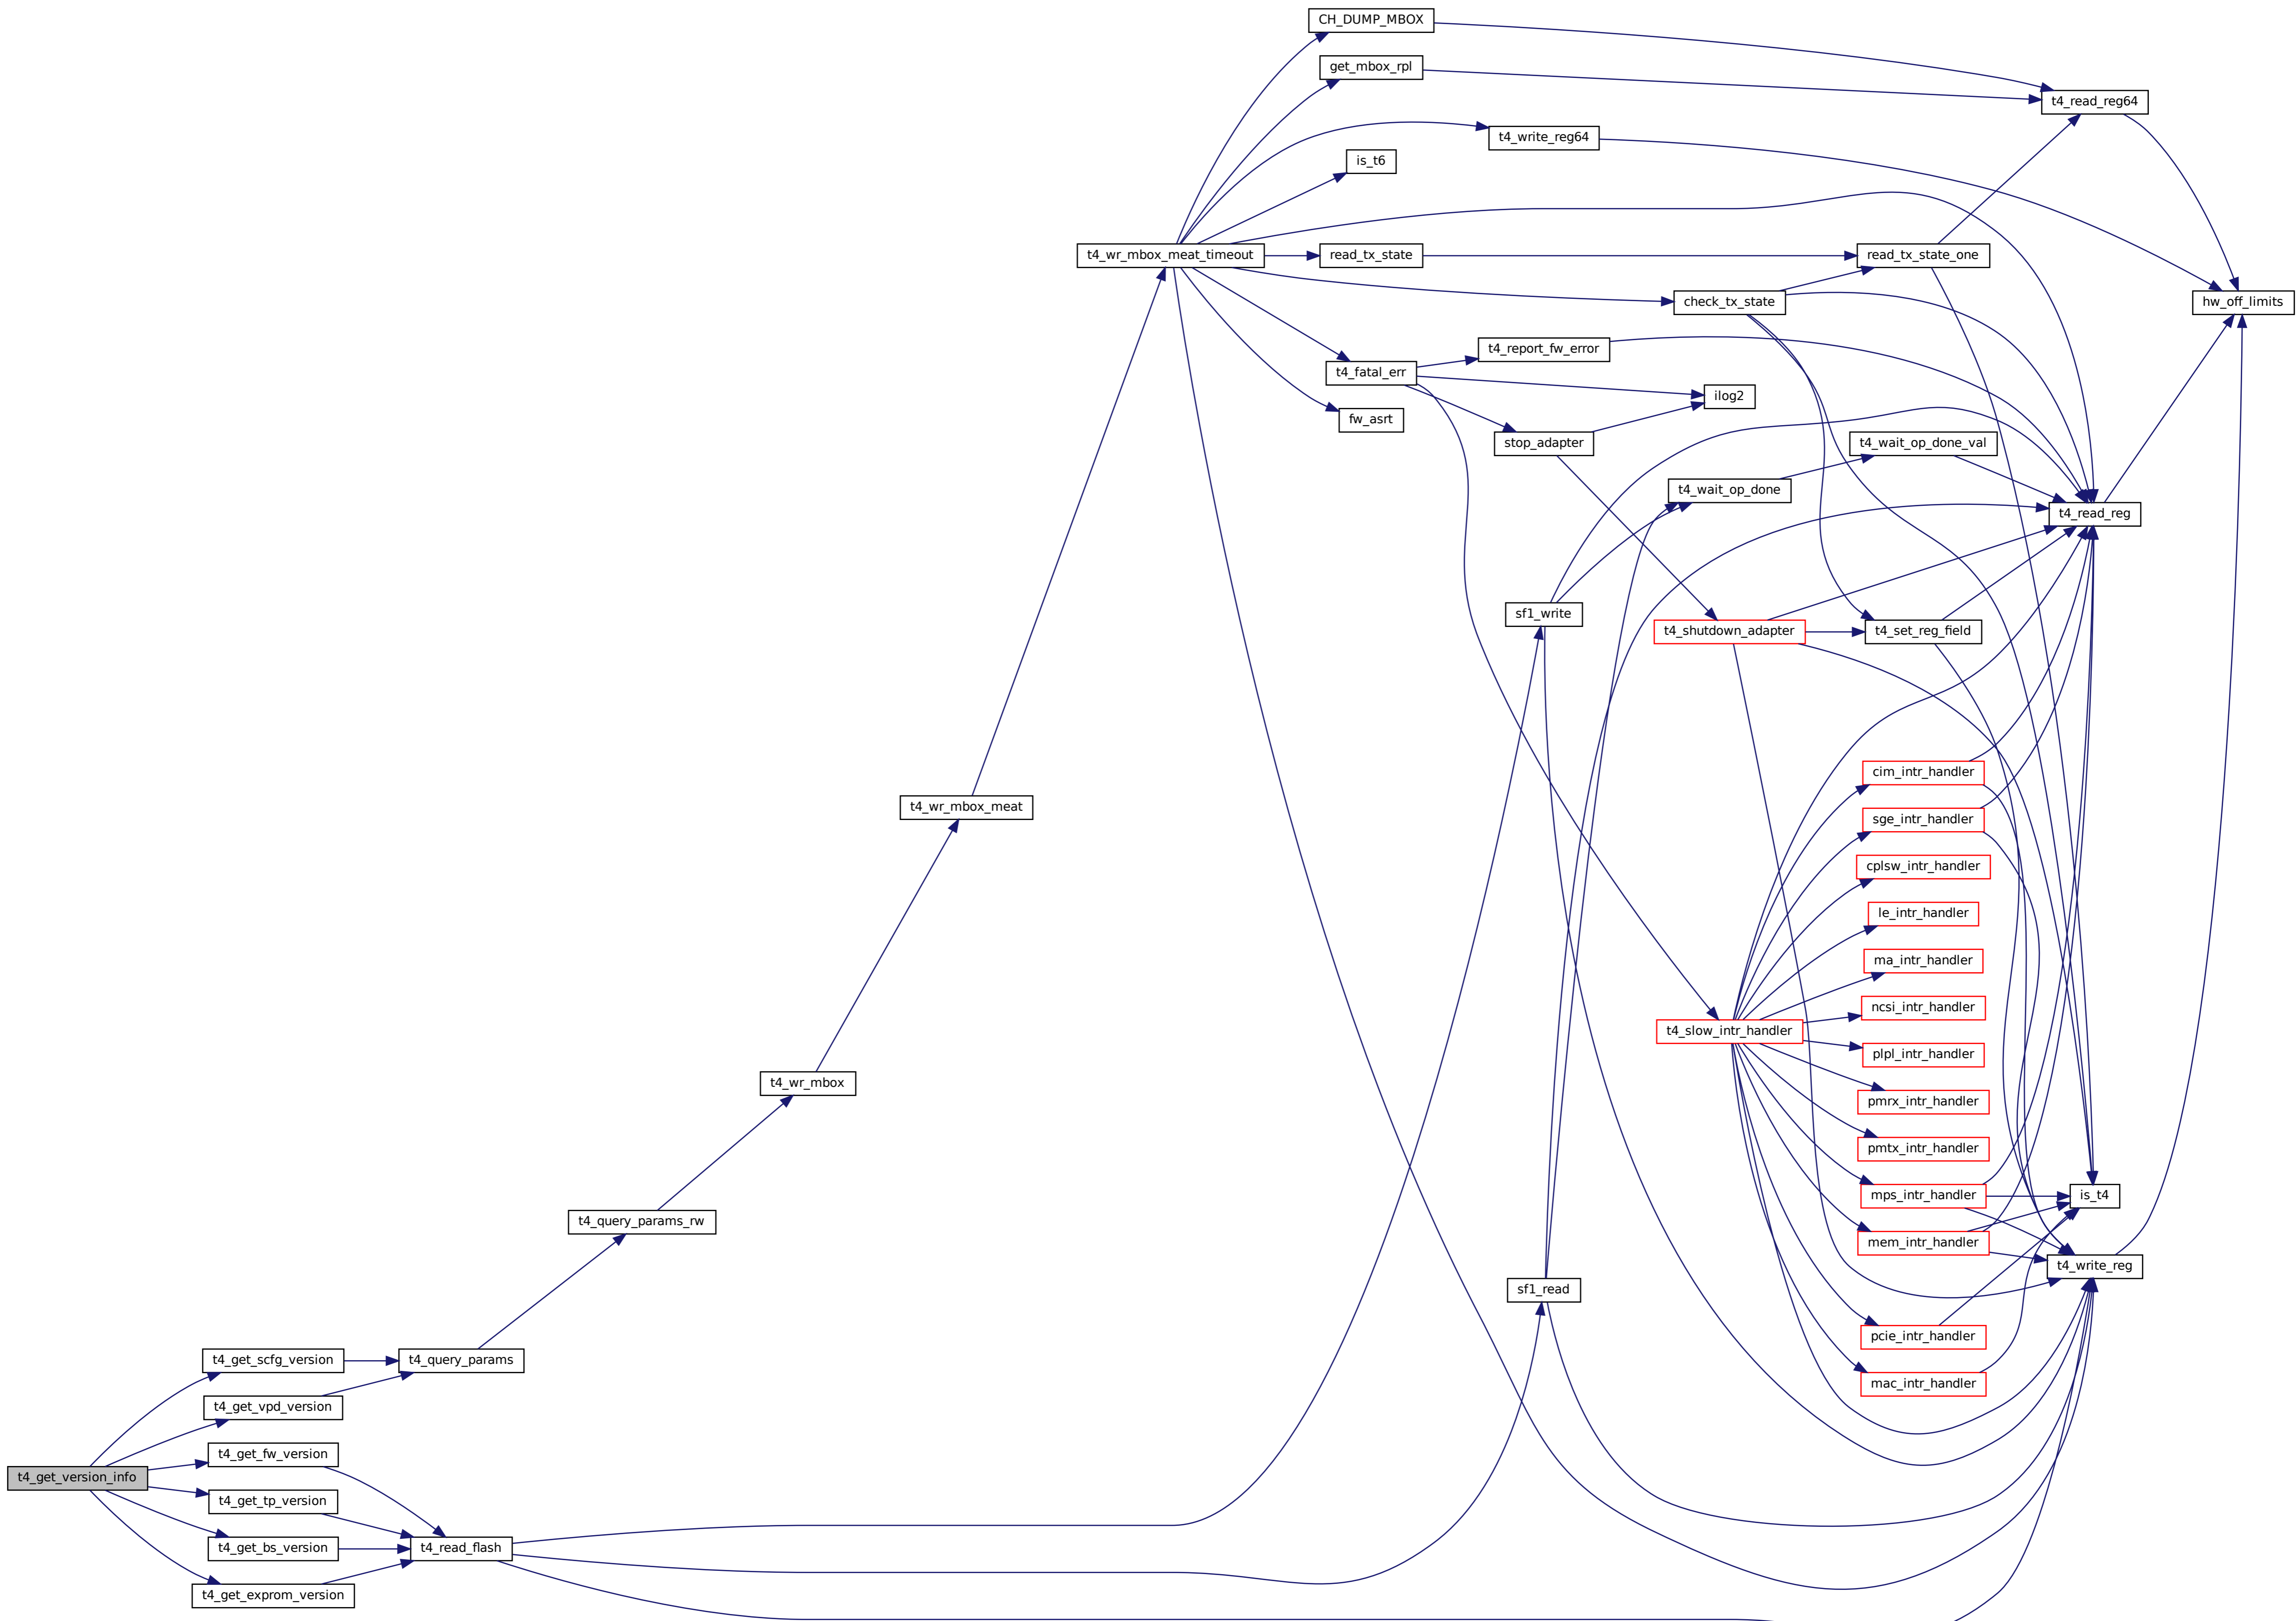 CH_DUMP_MBOX
get_mbox_rpl
t4_read_reg64
t4_write_reg64
is_t6
t4_wr_mbox_meat_timeout
read_tx_state
read_tx_state_one
check_tx_state
hw_off_limits
t4_report_fw_error
t4_fatal_err
ilog2
fw_asrt
stop_adapter
t4_wait_op_done_val
t4_wait_op_done
t4_read_reg
sf1_write
t4_shutdown_adapter
t4_set_reg_field
cim_intr_handler
t4_wr_mbox_meat
sge_intr_handler
cplsw_intr_handler
le_intr_handler
ma_intr_handler
ncsi_intr_handler
t4_slow_intr_handler
plpl_intr_handler
t4_wr_mbox
pmrx_intr_handler
pmtx_intr_handler
mps_intr_handler
is_t4
t4_query_params_rw
mem_intr_handler
t4_write_reg
sf1_read
pcie_intr_handler
t4_get_scfg_version
t4_query_params
mac_intr_handler
t4_get_vpd_version
t4_get_fw_version
t4_get_version_info
t4_get_tp_version
t4_get_bs_version
t4_read_flash
t4_get_exprom_version